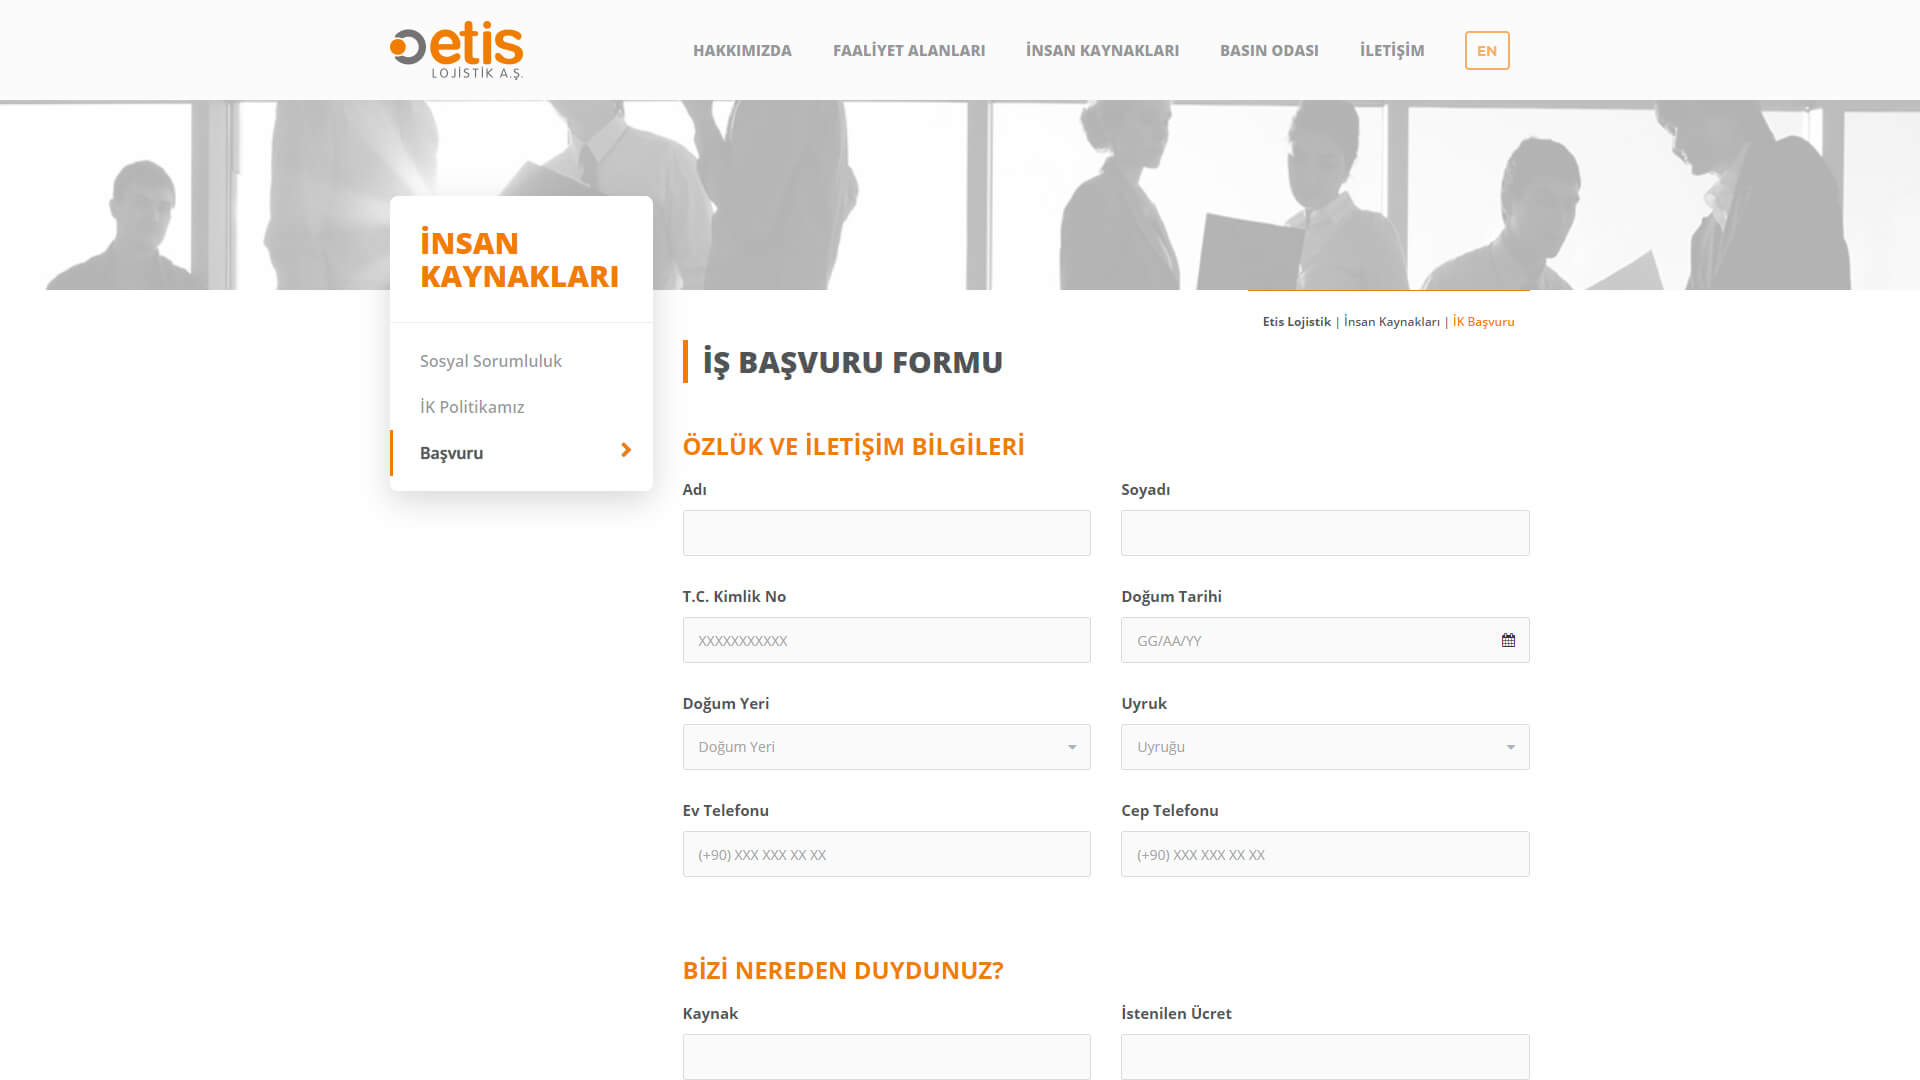 etis
LOJİSTİK A.Ş.
HAKKIMIZDA
FAALİYET ALANLARI
İNSAN KAYNAKLARI
BASIN ODASI
İLETİŞİM
EN
İNSAN
KAYNAKLARI
Sosyal Sorumluluk
İK Politikamız
Başvuru
Etis Lojistik | İnsan Kaynakları | İK Başvuru
İŞ BAŞVURU FORMU
ÖZLÜK VE İLETİŞİM BİLGİLERİ
Adı
Soyadı
T.C. Kimlik No
Doğum Tarihi
XXXXXXXXXXX
GG/AA/YY
Doğum Yeri
Uyruk
Doğum Yeri
Uyruğu
Ev Telefonu
Cep Telefonu
(+90) XXX XXX XX XX
(+90) XXX XXX XX XX
BİZİ NEREDEN DUYDUNUZ?
Kaynak
İstenilen Ücret